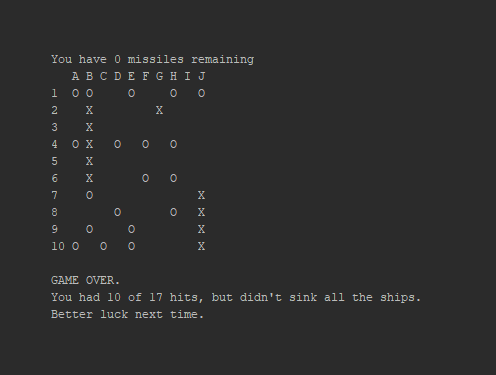 You have 0 missiles remaining
   A B C D E F G H I J
1  O O     O     O   O
2    X         X
3    X
4  O X   O   O   O
5    X
6    X       O   O
7    O               X
8        O       O   X
9    O     O         X
10 O   O   O         X
GAME OVER.
You had 10 of 17 hits, but didn't sink all the ships.
Better luck next time.